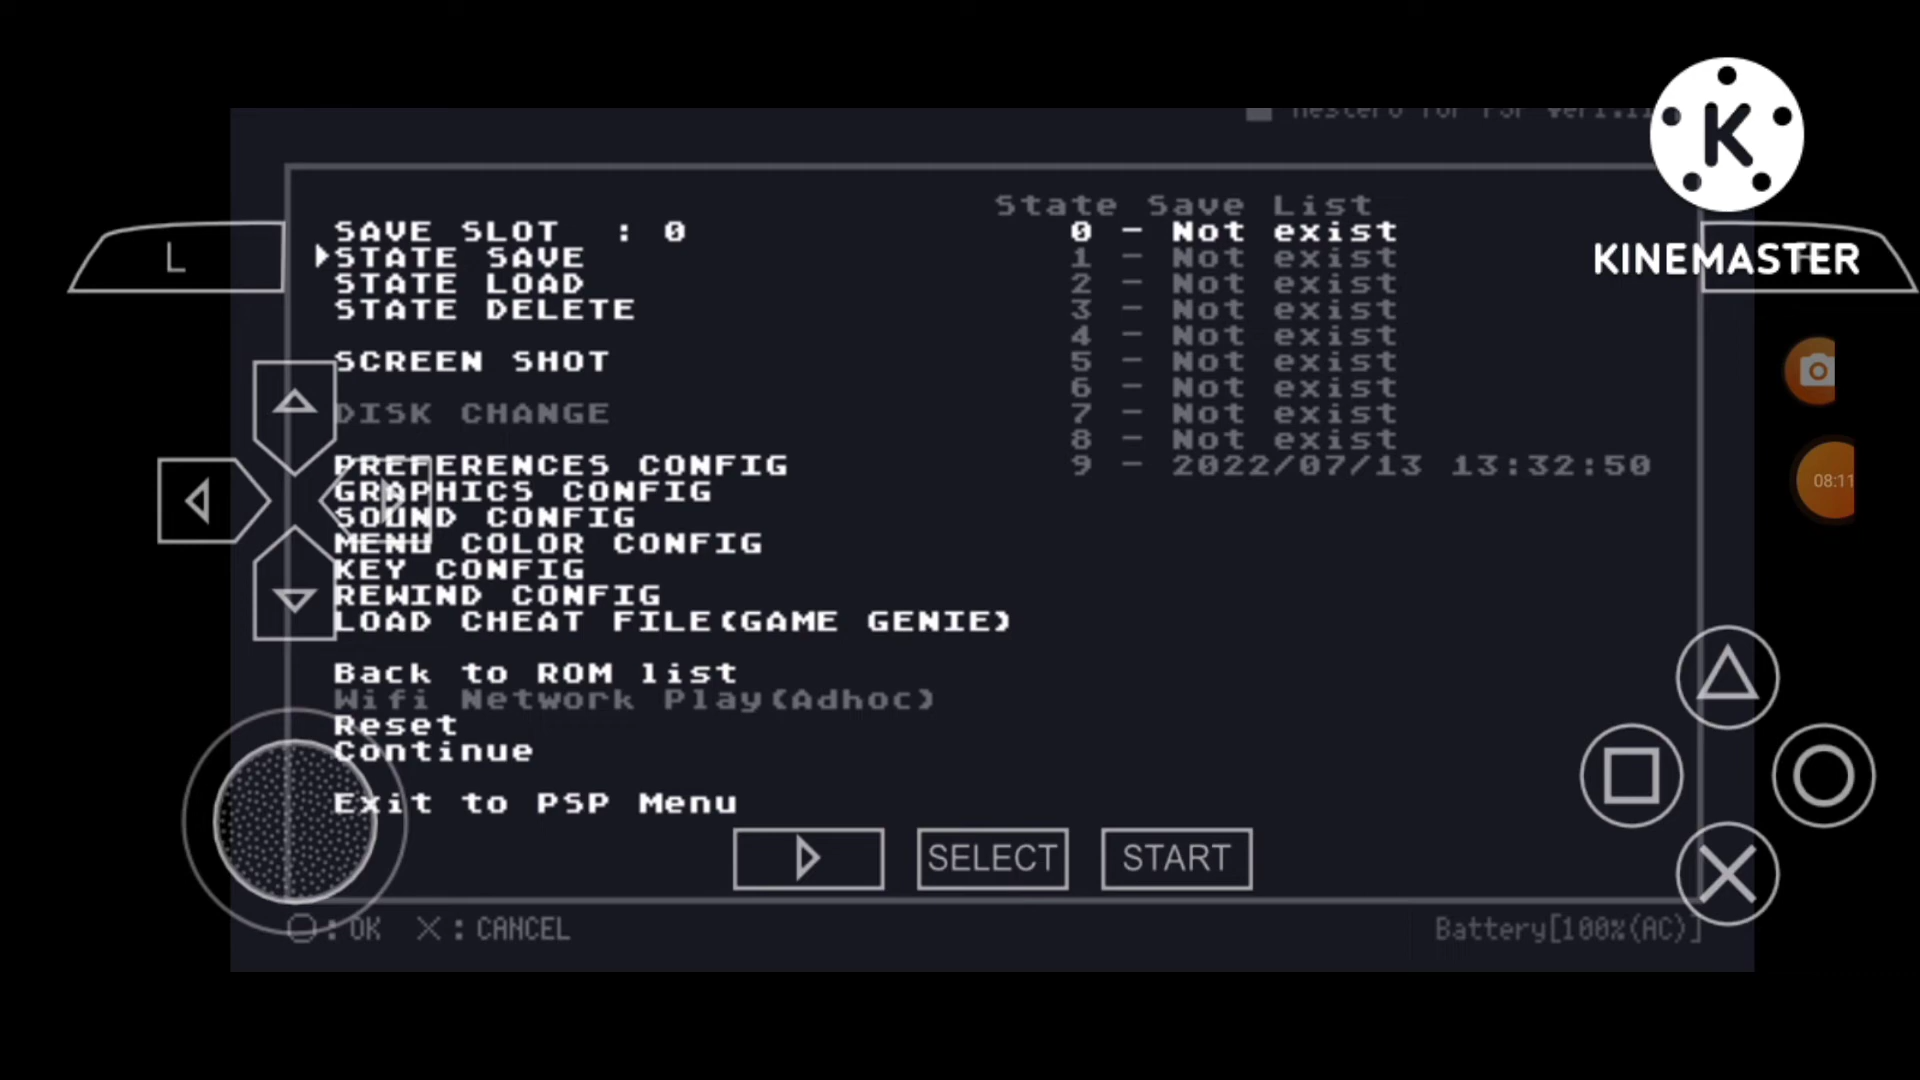 for PSP
K
KINEMASTER
State Save List
SAVE SLOT : 0
▶STATE SAVE
STATE LOAD
STATE DELETE
SCREEN SHOT
DISK CHANGE
PREFERENCES CONFIG
GRAPHICS CONFIG
SOUND CONFIG
MENU COLOR CONFIG
KEY CONFIG
REWIND CONFIG
LOAD CHEAT FILE(GAME GENIE)
Back to ROM list
Wifi Network Play(Adhoc)
Reset
Continue
Exit to PSP Menu
0 - Not exist
1 - Not exist
2 - Not exist
3 - Not exist
4 - Not exist
5 - Not exist
6 - Not exist
7 - Not exist
8 - Not exist
9 - 2022/07/13 13:32:50
L
R
08:11
SELECT
START
○:OK ×:CANCEL
Battery[100%(AC)]